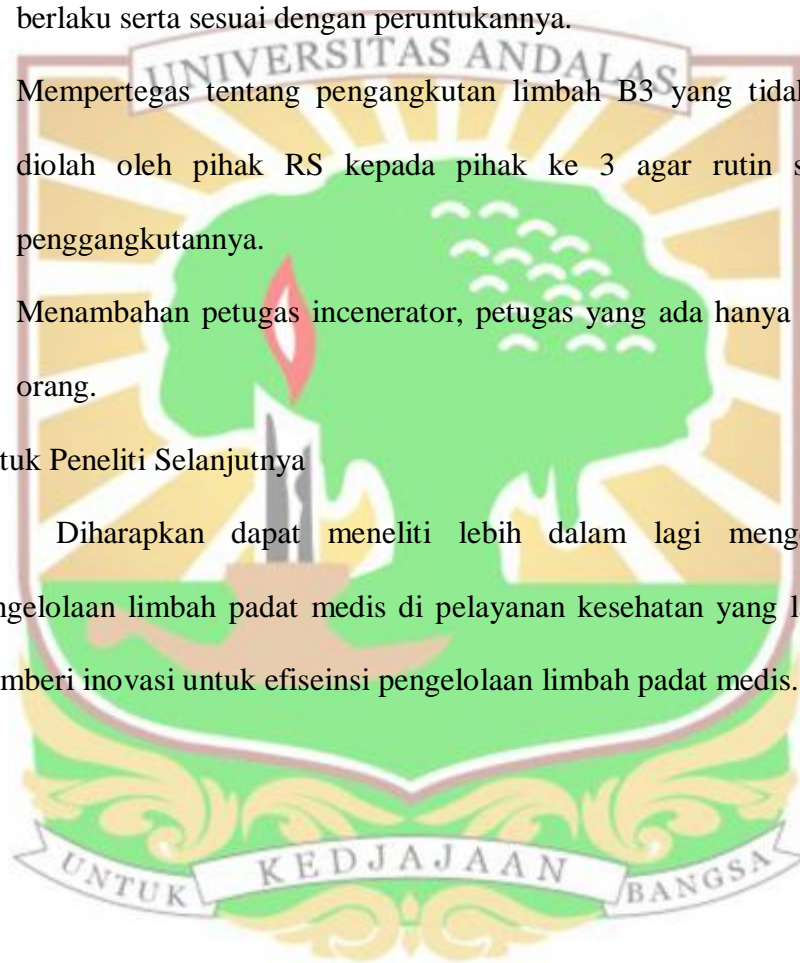 berlaku serta sesuai dengan peruntukannya.
UNIVERSITAS ANDALAS
Mempertegas tentang pengangkutan limbah B3 yang tidal
diolah oleh pihak RS kepada pihak ke 3 agar rutin s
penggangkutannya.
Menambahan petugas incenerator, petugas yang ada hanya
orang.
tuk Peneliti Selanjutnya
Diharapkan dapat meneliti lebih dalam lagi meng
ngelolaan limbah padat medis di pelayanan kesehatan yang l
mberi inovasi untuk efiseinsi pengelolaan limbah padat medis.
UNTUK KEDJAJAAN BANGSA